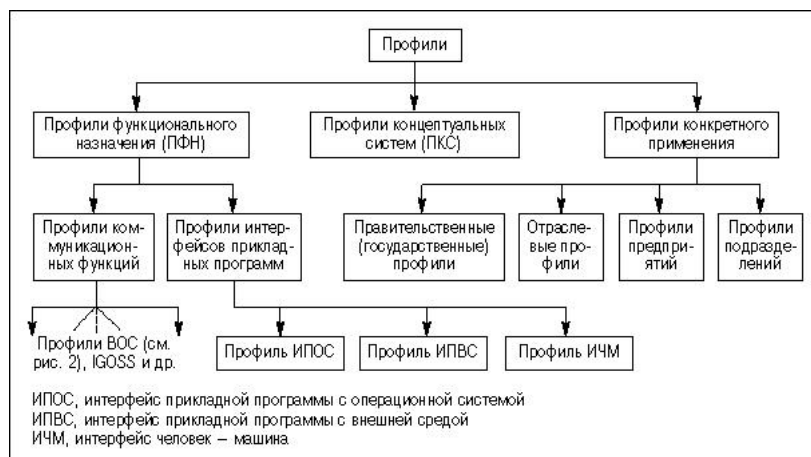 Профили
Профили функционального
назначения (ПФН)
Профили концептуальных
систем (ПКС)
Профили конкретного
применения
Профили ком-
муникацион-
ных функций
Профили интер-
фейсов приклад-
ных программ
Правительственные
(государственные)
профили
Отрасле-
вые про-
фили
Профили
предприя-
тий
Профили
подразде-
лений
Профили ВОС (см.
рис. 2), IGOSS и др.
Профиль ИПОС
Профиль ИПВС
Профиль ИЧМ
ИПОС, интерфейс прикладной программы с операционной системой
ИПВС, интерфейс прикладной программы с внешней средой
ИЧМ, интерфейс человек – машина